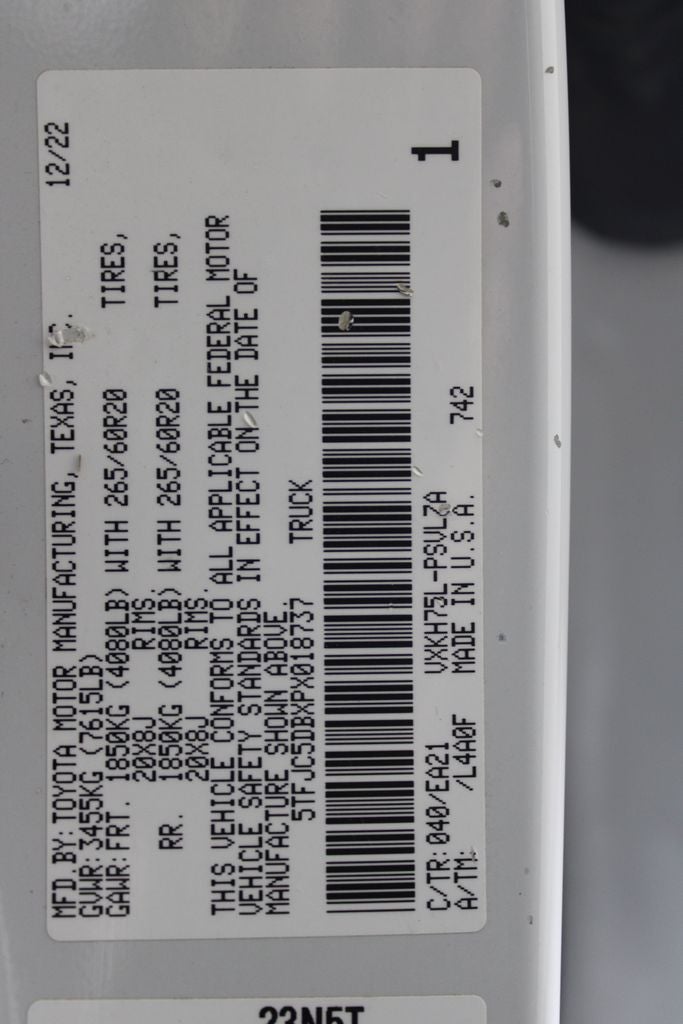 MFD.BY: TOYOTA MOTOR MANUFACTURING, TEXAS, INC. 12/22
GVWR: 3455KG (7615LB)
GAWR: FRT. 1850KG (4080LB) WITH 265/60R20 TIRES,
20X8J RIMS.
RR. 1850KG (4080LB) WITH 265/60R20 TIRES,
20X8J RIMS.
THIS VEHICLE CONFORMS TO ALL APPLICABLE FEDERAL MOTOR
VEHICLE SAFETY STANDARDS IN EFFECT ON THE DATE OF
MANUFACTURE SHOWN ABOVE
5TFJC5DBXPX018737 TRUCK
C/TR: 040/EA21 VXKH75L-PSVLZA 1
A/TM: /L4A0F MADE IN U.S.A. 742
23N5T